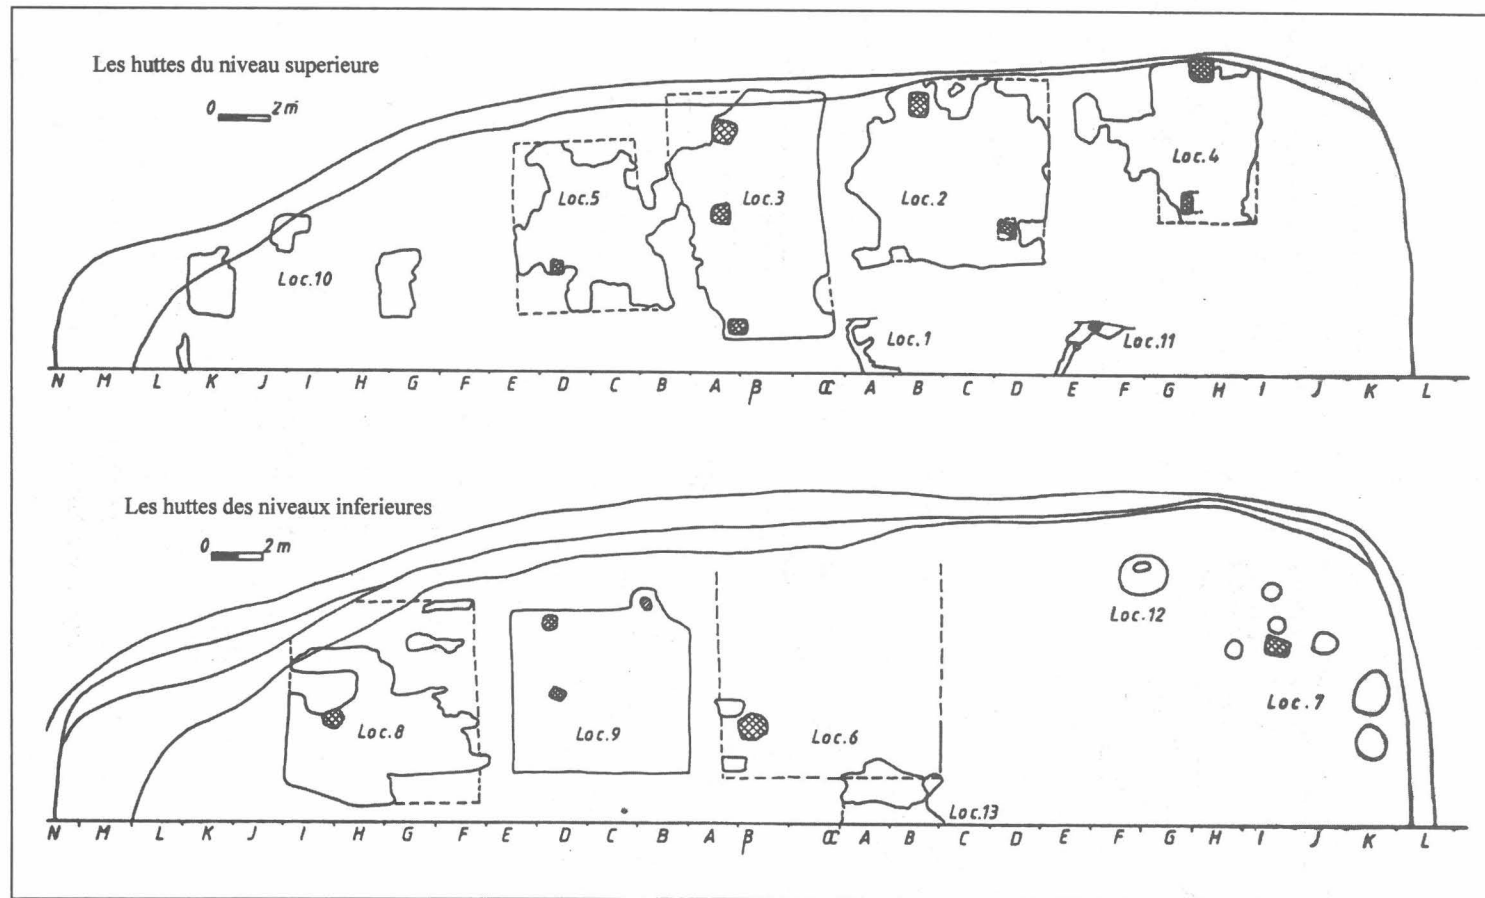 Les huttes du niveau superieure
0 2 m
Loc.5
Loc.3
Loc.2
Loc.4
Loc.10
Loc.1
Loc.11
N M L K J I H G F E D C B A β α A B C D E F G H I J K L
Les huttes des niveaux inferieures
0 2 m
Loc.12
Loc.7
Loc.8
Loc.9
Loc.6
Loc.13
N M L K J I H G F E D C B A β α A B C D E F G H I J K L